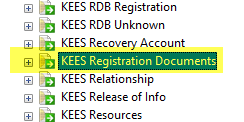 KEES RDB Registration
KEES RDB Unknown
KEES Recovery Account
KEES Registration Documents
KEES Relationship
KEES Release of Info
KEES Resources